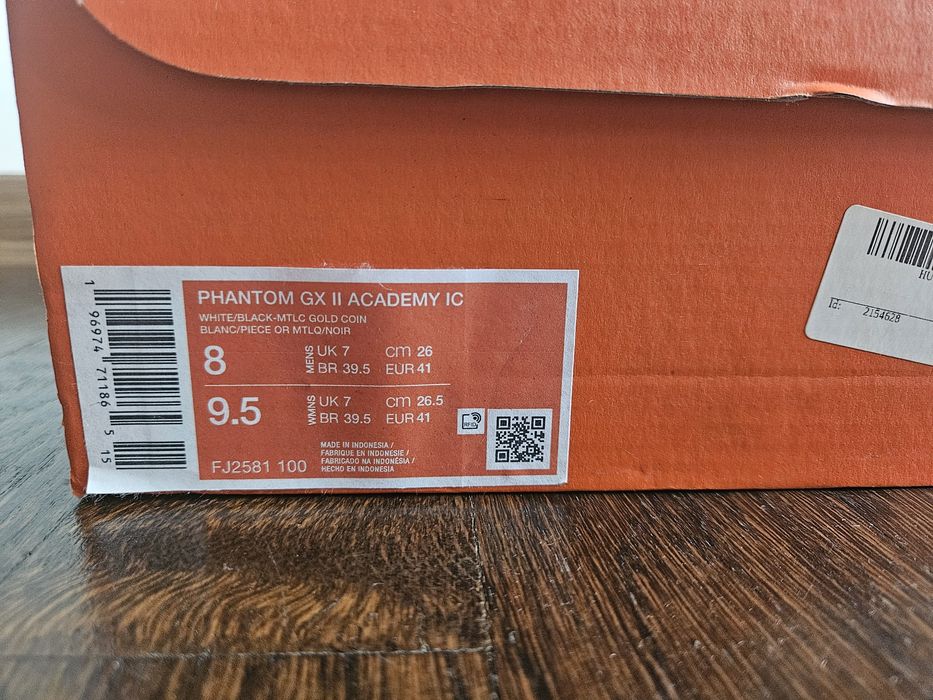 PHANTOM GX II ACADEMY IC
WHITE/BLACK-MTLC GOLD COIN
BLANC/PIECE OR MTLQ/NOIR
8 MENS UK 7 cm 26
BR 39.5 EUR 41
9.5 WMNS UK 7 cm 26.5
BR 39.5 EUR 41
RFID
MADE IN INDONESIA /
FABRIQUE EN INDONESIE /
FABRICADO NA INDONÉSIA /
HECHO EN INDONESIA
FJ2581 100
1 96974 71186 5 15
HU
Id: 2154628